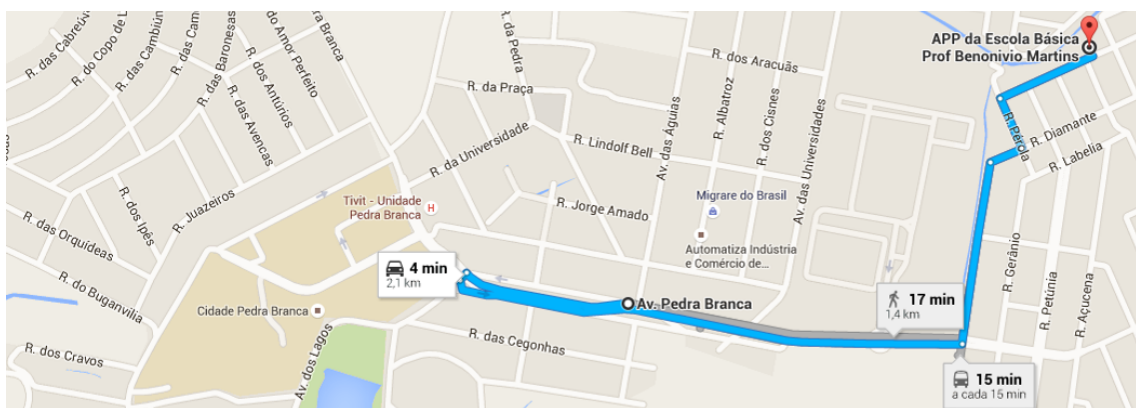 R. das Cabreú
R. do Copo de L
R. das Cambiún
R. das Cam
R. das Baronesas
R. dos Antúrios
R. das Avencas
R. do Amor Perfeito
Pedra Branca
R. da Pedra
R. da Praça
R. da Universidade
R. Lindolf Bell
Av. das Águias
R. Albatroz
R. dos Cisnes
R. dos Aracuãs
Av. das Universidades
APP da Escola Básica
Prof Benonivio Martins
R. Pérola
R. Diamante
R. Labelia
Migrare do Brasil
R. Jorge Amado
Tivit - Unidade
Pedra Branca
H
R. Juazeiros
R. dos Ipês
R. das Orquídeas
R. do Buganvilia
Automatiza Indústria
e Comércio de...
4 min
2,1 km
Av. Pedra Branca
Cidade Pedra Branca
17 min
1,4 km
R. Gerânio
R. Petúnia
R. Açucena
R. das Cegonhas
Av. dos Lagos
R. dos Cravos
15 min
a cada 15 min